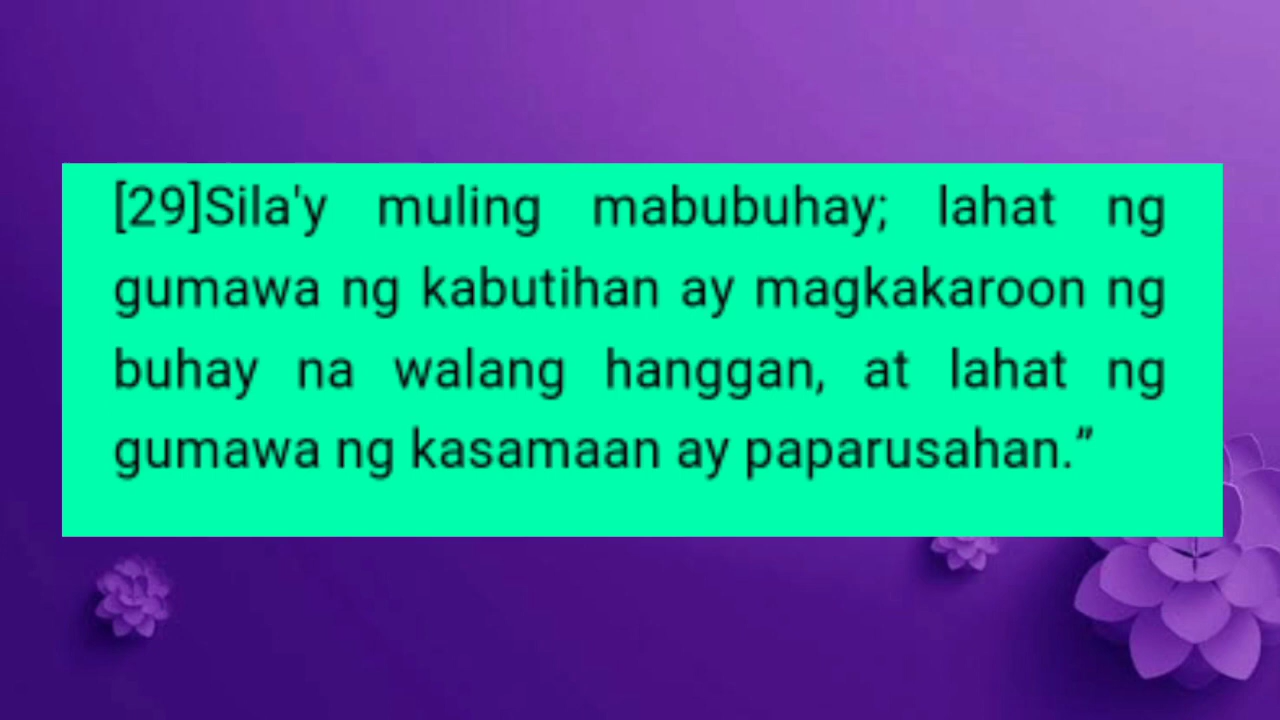 [29]Sila'y muling mabubuhay; lahat ng
gumawa ng kabutihan ay magkakaroon ng
buhay na walang hanggan, at lahat ng
gumawa ng kasamaan ay paparusahan.”